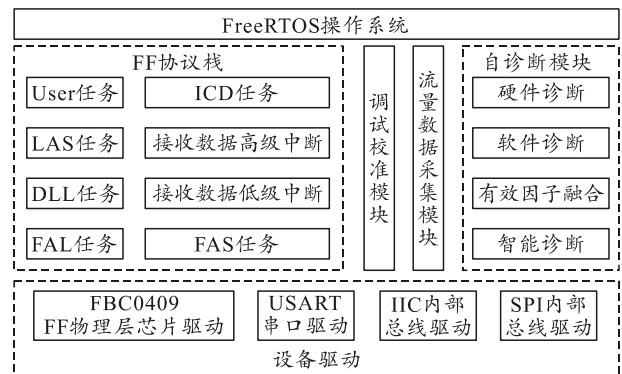 FreeRTOS操作系统
FF协议栈
User任务
ICD任务
LAS任务
接收数据高级中断
DLL任务
接收数据低级中断
FAL任务
FAS任务
调试校准模块
流量数据采集模块
自诊断模块
硬件诊断
软件诊断
有效因子融合
智能诊断
FBC0409
FF物理层芯片驱动
USART
串口驱动
IIC内部
总线驱动
SPI内部
总线驱动
设备驱动